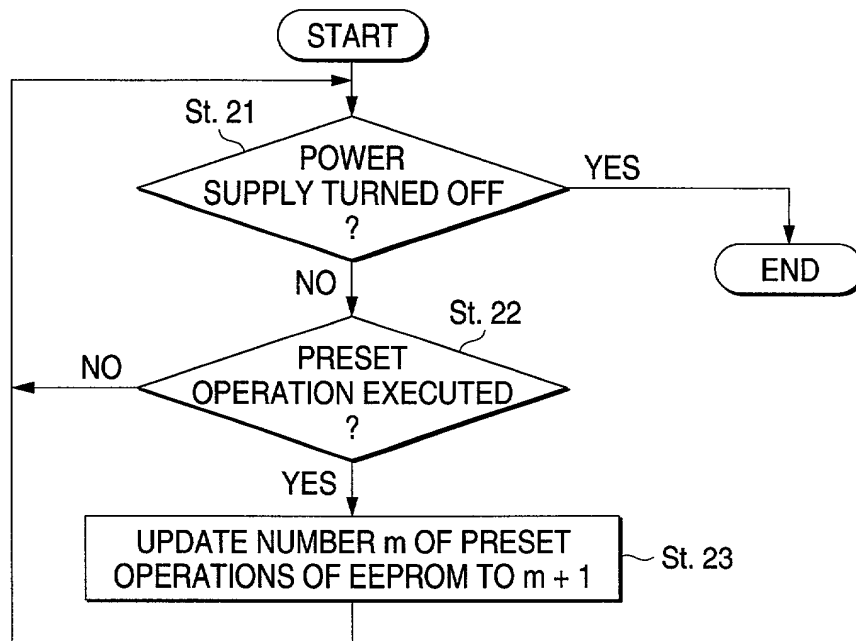 START
St. 21
POWER
SUPPLY TURNED OFF
?
YES
END
NO
St. 22
PRESET
OPERATION EXECUTED
?
NO
YES
UPDATE NUMBER m OF PRESET
OPERATIONS OF EEPROM TO m + 1
St. 23